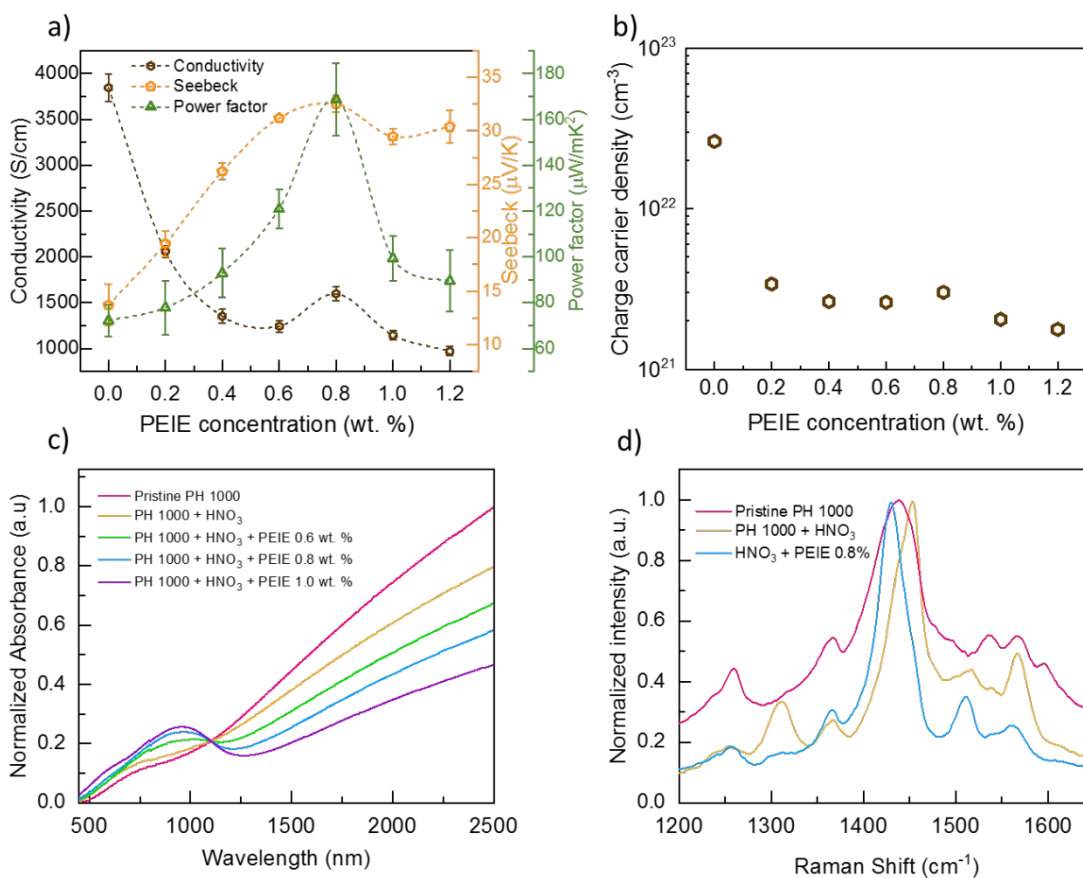 a)
Conductivity
Seebeck
Power factor
Conductivity (S/cm)
4000
3500
3000
2500
2000
1500
1000
0.0 0.2 0.4 0.6 0.8 1.0 1.2
PEIE concentration (wt. %)
35
30
25
20
15
10
Seebeck (µV/K)
180
160
140
120
100
80
60
Power factor (µW/mK²)
b)
Charge carrier density (cm⁻³)
10²³
10²²
10²¹
0.0 0.2 0.4 0.6 0.8 1.0 1.2
PEIE concentration (wt. %)
c)
Pristine PH 1000
PH 1000 + HNO₃
PH 1000 + HNO₃ + PEIE 0.6 wt. %
PH 1000 + HNO₃ + PEIE 0.8 wt. %
PH 1000 + HNO₃ + PEIE 1.0 wt. %
Normalized Absorbance (a.u)
1.0
0.8
0.6
0.4
0.2
0.0
500 1000 1500 2000 2500
Wavelength (nm)
d)
Pristine PH 1000
PH 1000 + HNO₃
HNO₃ + PEIE 0.8%
Normalized intensity (a.u.)
1.0
0.8
0.6
0.4
0.2
0.0
1200 1300 1400 1500 1600
Raman Shift (cm⁻¹)